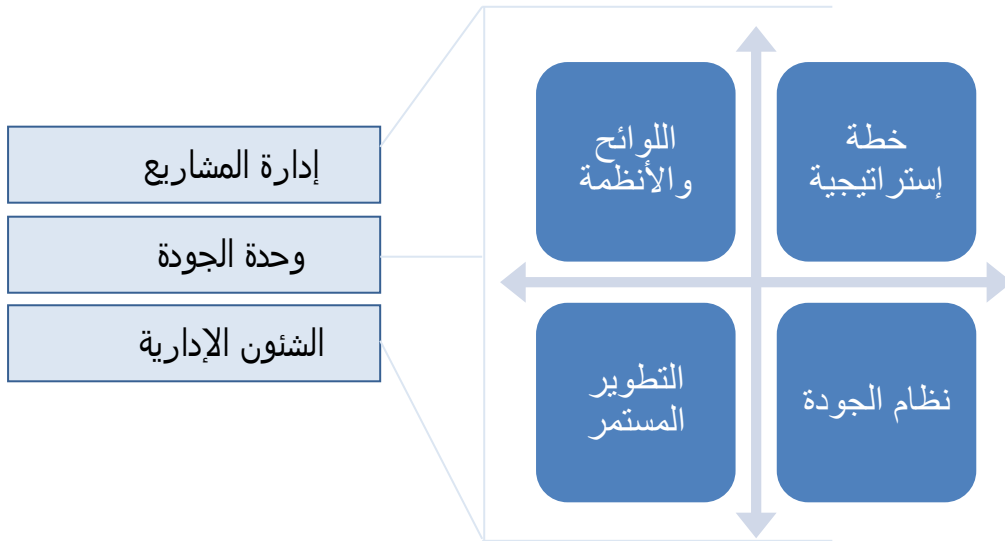 خطة
إستراتيجية
اللوائح
والأنظمة
نظام الجودة
التطوير
المستمر
إدارة المشاريع
وحدة الجودة
الشئون الإدارية